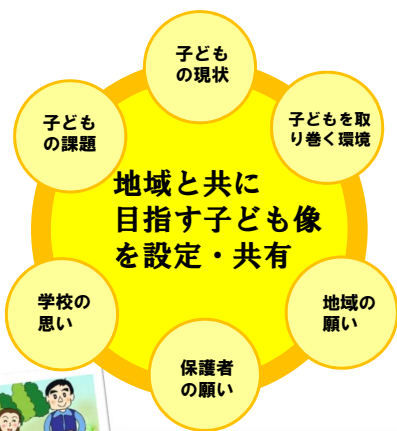 子ども
の現状
子ども
の課題
子どもを取
り巻く環境
地域と共に
目指す子ども像
を設定・共有
学校の
思い
地域の
願い
保護者
の願い